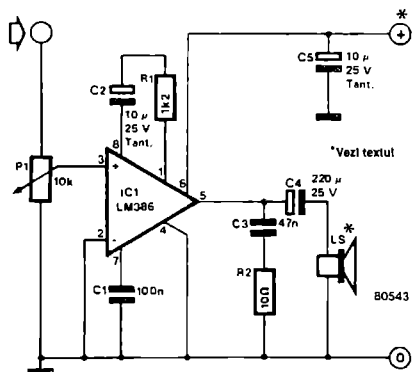 *
+
C5
10 µ
25 V
Tant.
C2
R1
1k2
10 µ
25 V
Tant.
8
1
6
*Vezi textul
P1
10k
3
+
IC1
LM386
5
220 µ
25 V
C4
C3
47n
LS
*
2
-
4
7
C1
100n
R2
10Ω
80543
0